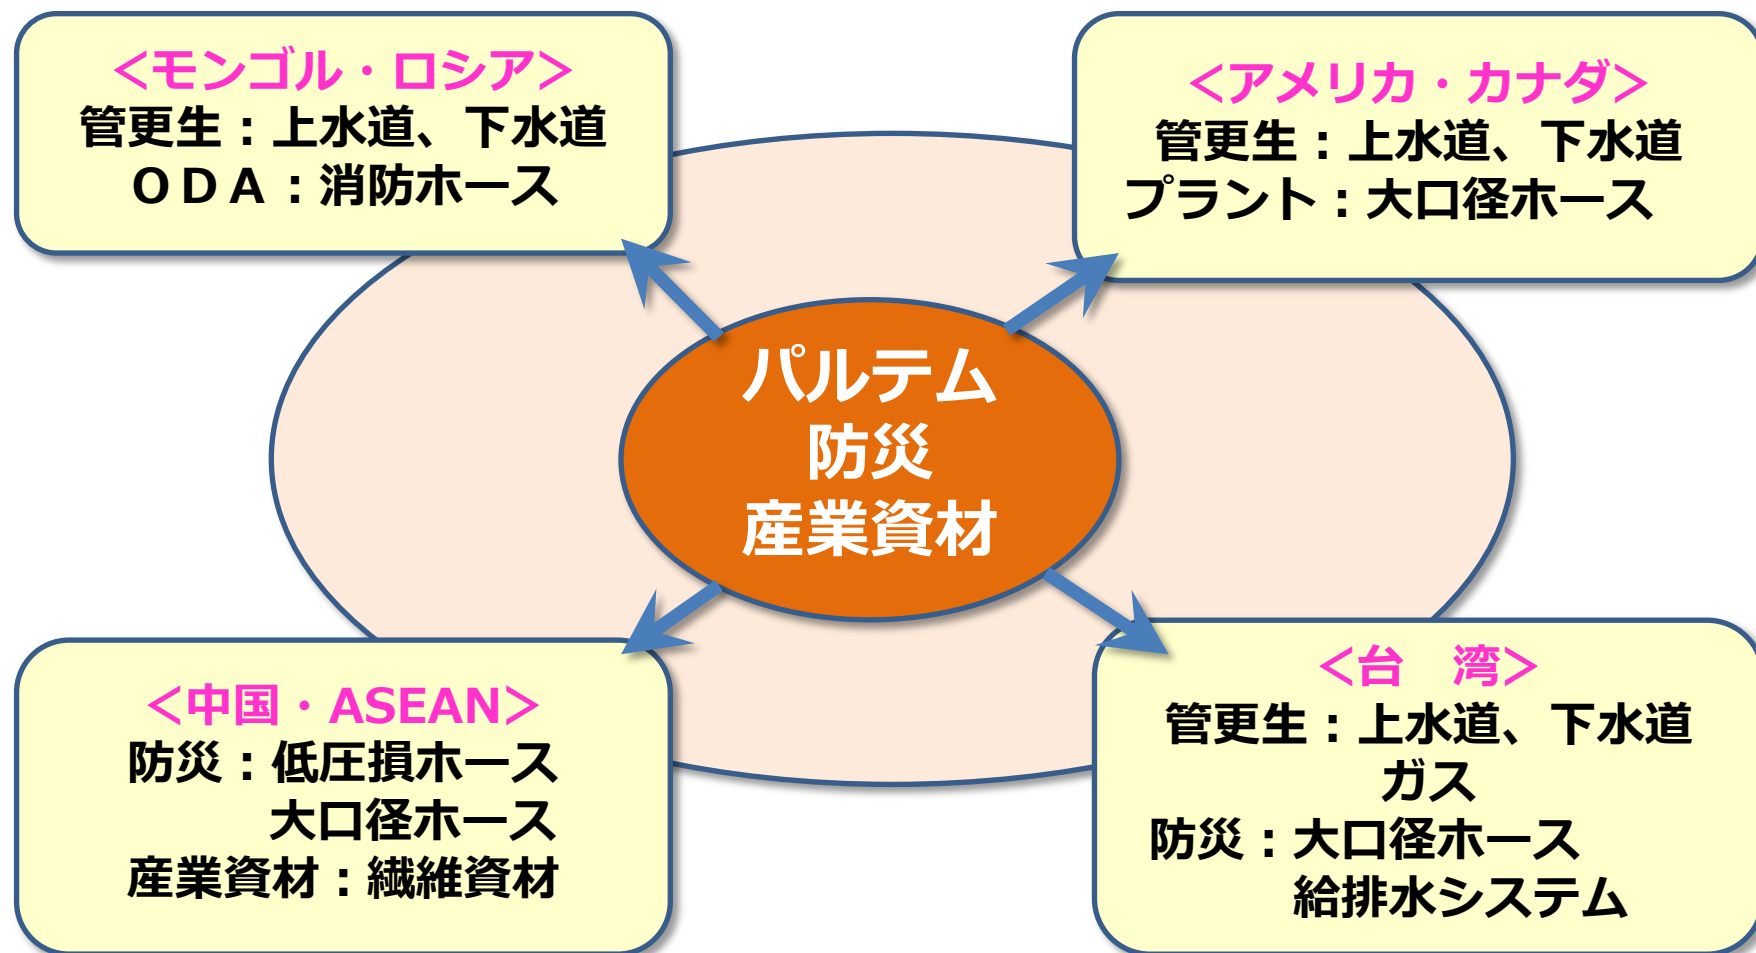 ＜モンゴル・ロシア＞
管更生：上水道、下水道
ＯＤＡ：消防ホース
＜アメリカ・カナダ＞
管更生：上水道、下水道
プラント：大口径ホース
パルテム
防災
産業資材
＜中国・ASEAN＞
防災：低圧損ホース
大口径ホース
産業資材：繊維資材
＜台　湾＞
管更生：上水道、下水道
ガス
防災：大口径ホース
給排水システム